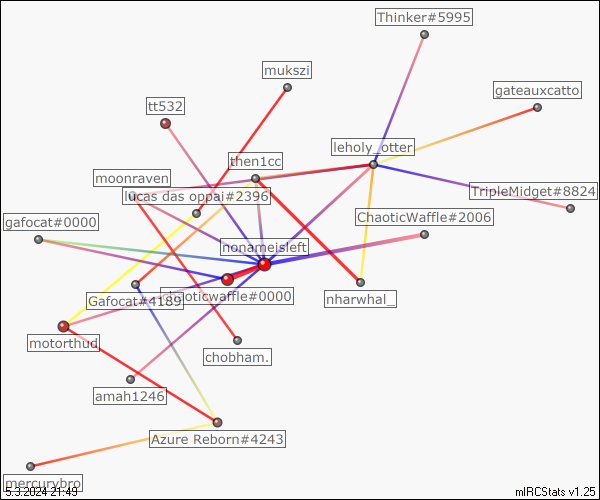 Thinker#5995
mukszi
gateauxcatto
tt532
leholy_otter
then1cc
moonraven
TripleMidget#8824
lucas das oppai#2396
ChaoticWaffle#2006
gafocat#0000
honameisleft
Gafocat#4189
chaoticwaffle#0000
nharwhal_
motorthud
chobham.
amah1246
Azure Reborn#4243
mercurybro
5.3.2024 21:49
mIRCStats v1.25